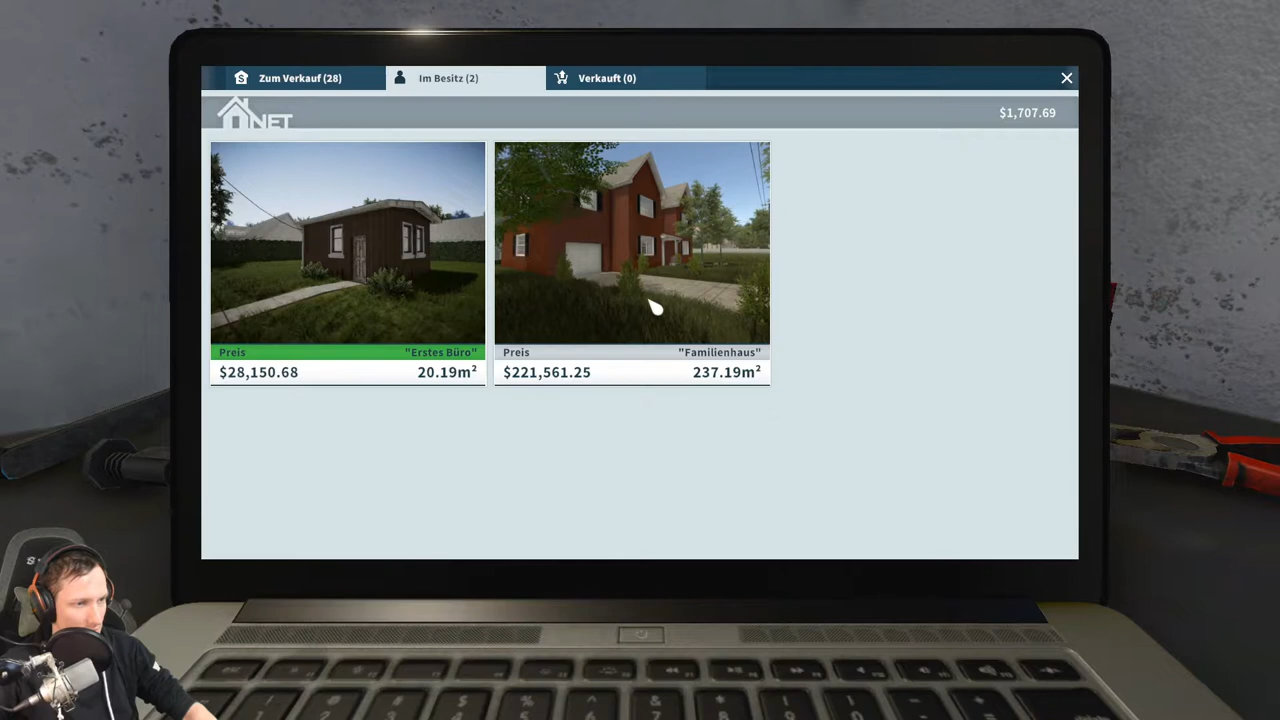 Zum Verkauf (28)
Im Besitz (2)
Verkauft (0)
NET
$1,707.69
Preis "Erstes Büro"
$28,150.68 20.19m²
Preis "Familienhaus"
$221,561.25 237.19m²